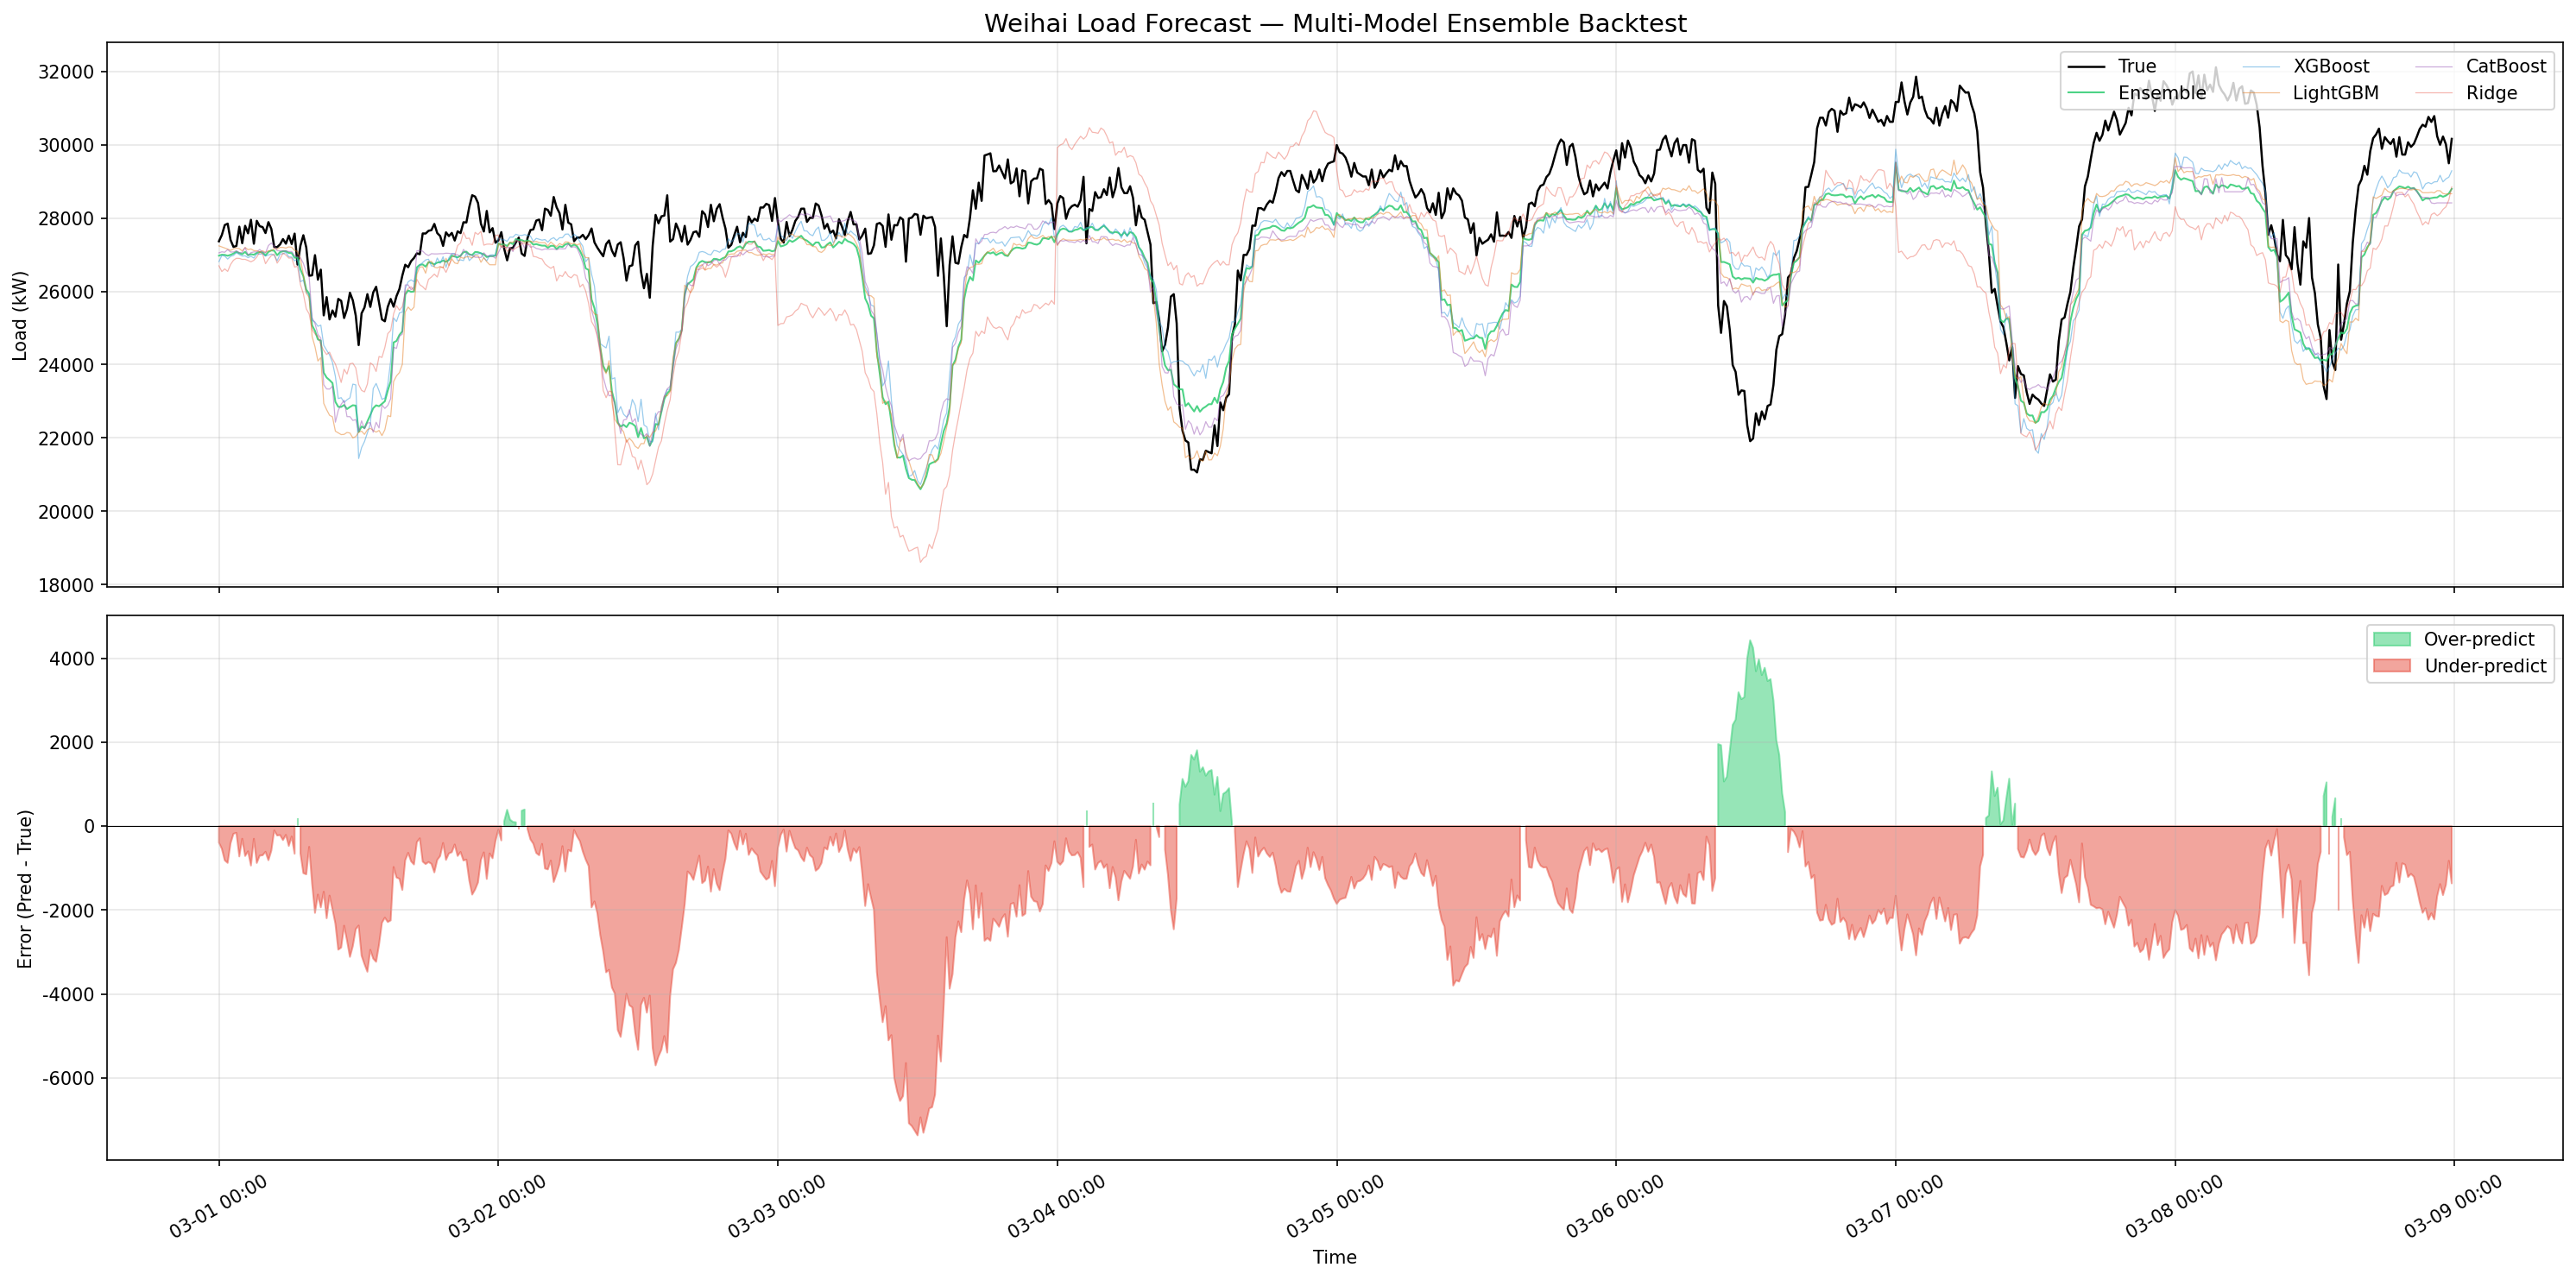 Weihai Load Forecast — Multi-Model Ensemble Backtest
32000
30000
28000
26000
24000
22000
20000
18000
Load (kW)
True
Ensemble
XGBoost
LightGBM
CatBoost
Ridge
4000
2000
0
-2000
-4000
-6000
Error (Pred - True)
Over-predict
Under-predict
03-01 00:00
03-02 00:00
03-03 00:00
03-04 00:00
03-05 00:00
03-06 00:00
03-07 00:00
03-08 00:00
03-09 00:00
Time